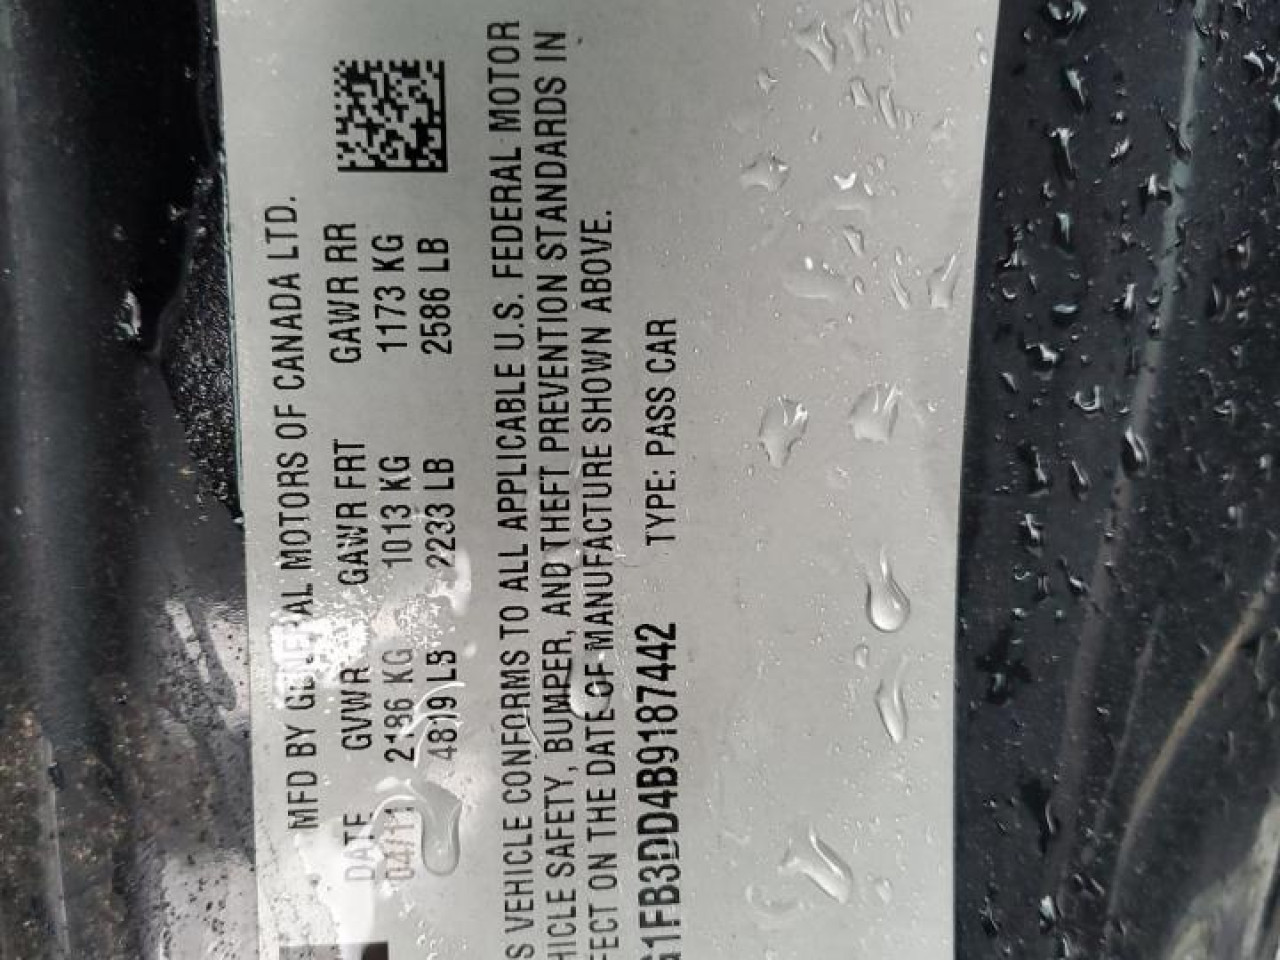 MFD BY GENERAL MOTORS OF CANADA LTD.
DATE GVWR GAWR FRT GAWR RR
04/11 2186 KG 1013 KG 1173 KG
4819 LB 2233 LB 2586 LB
S VEHICLE CONFORMS TO ALL APPLICABLE U.S. FEDERAL MOTOR
HICLE SAFETY, BUMPER, AND THEFT PREVENTION STANDARDS IN
FECT ON THE DATE OF MANUFACTURE SHOWN ABOVE.
G1FB3DD4B9187442 TYPE: PASS CAR